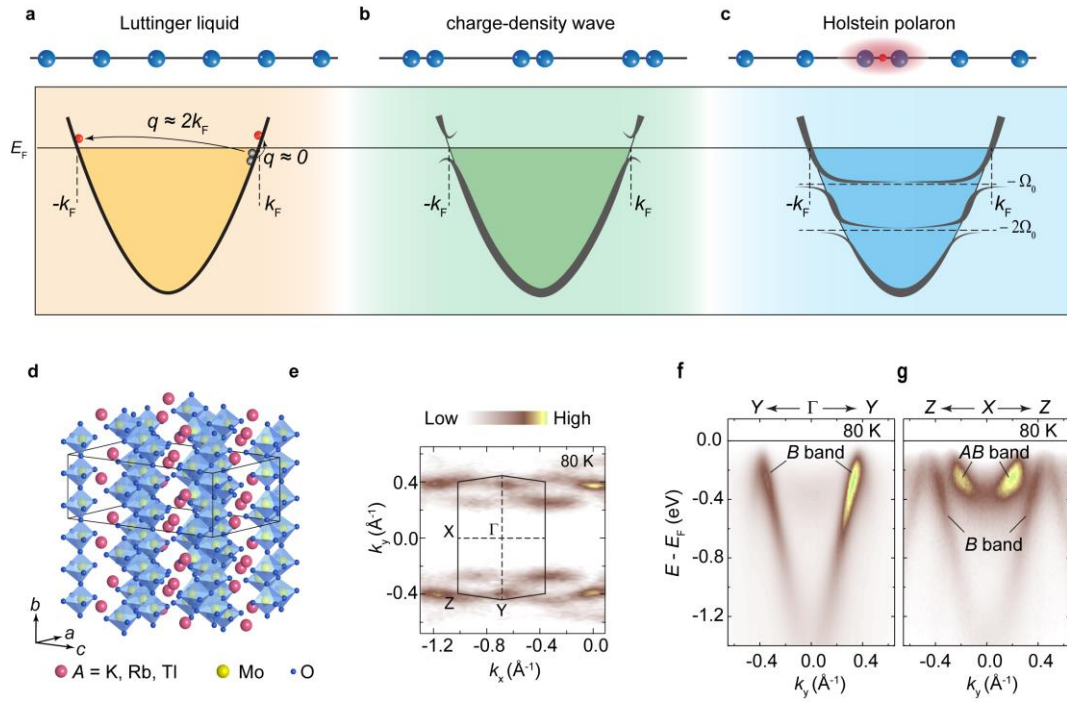 a
Luttinger liquid
b
charge-density wave
c
Holstein polaron
q ≈ 2k_F
E_F
q ≈ 0
-k_F
k_F
-k_F
k_F
-k_F
k_F
-Ω₀
-2Ω₀
d
b
a
c
A = K, Rb, Tl
Mo
O
e
Low
High
80 K
k_y (Å⁻¹)
0.4
0.0
-0.4
X
Γ
Z
Y
-1.2
-0.8
-0.4
0.0
k_x (Å⁻¹)
f
Y ← Γ → Y
80 K
B band
E - E_F (eV)
0.0
-0.4
-0.8
-1.2
-0.4
0.0
0.4
k_y (Å⁻¹)
g
Z ← X → Z
80 K
AB band
B band
-0.4
0.0
0.4
k_y (Å⁻¹)